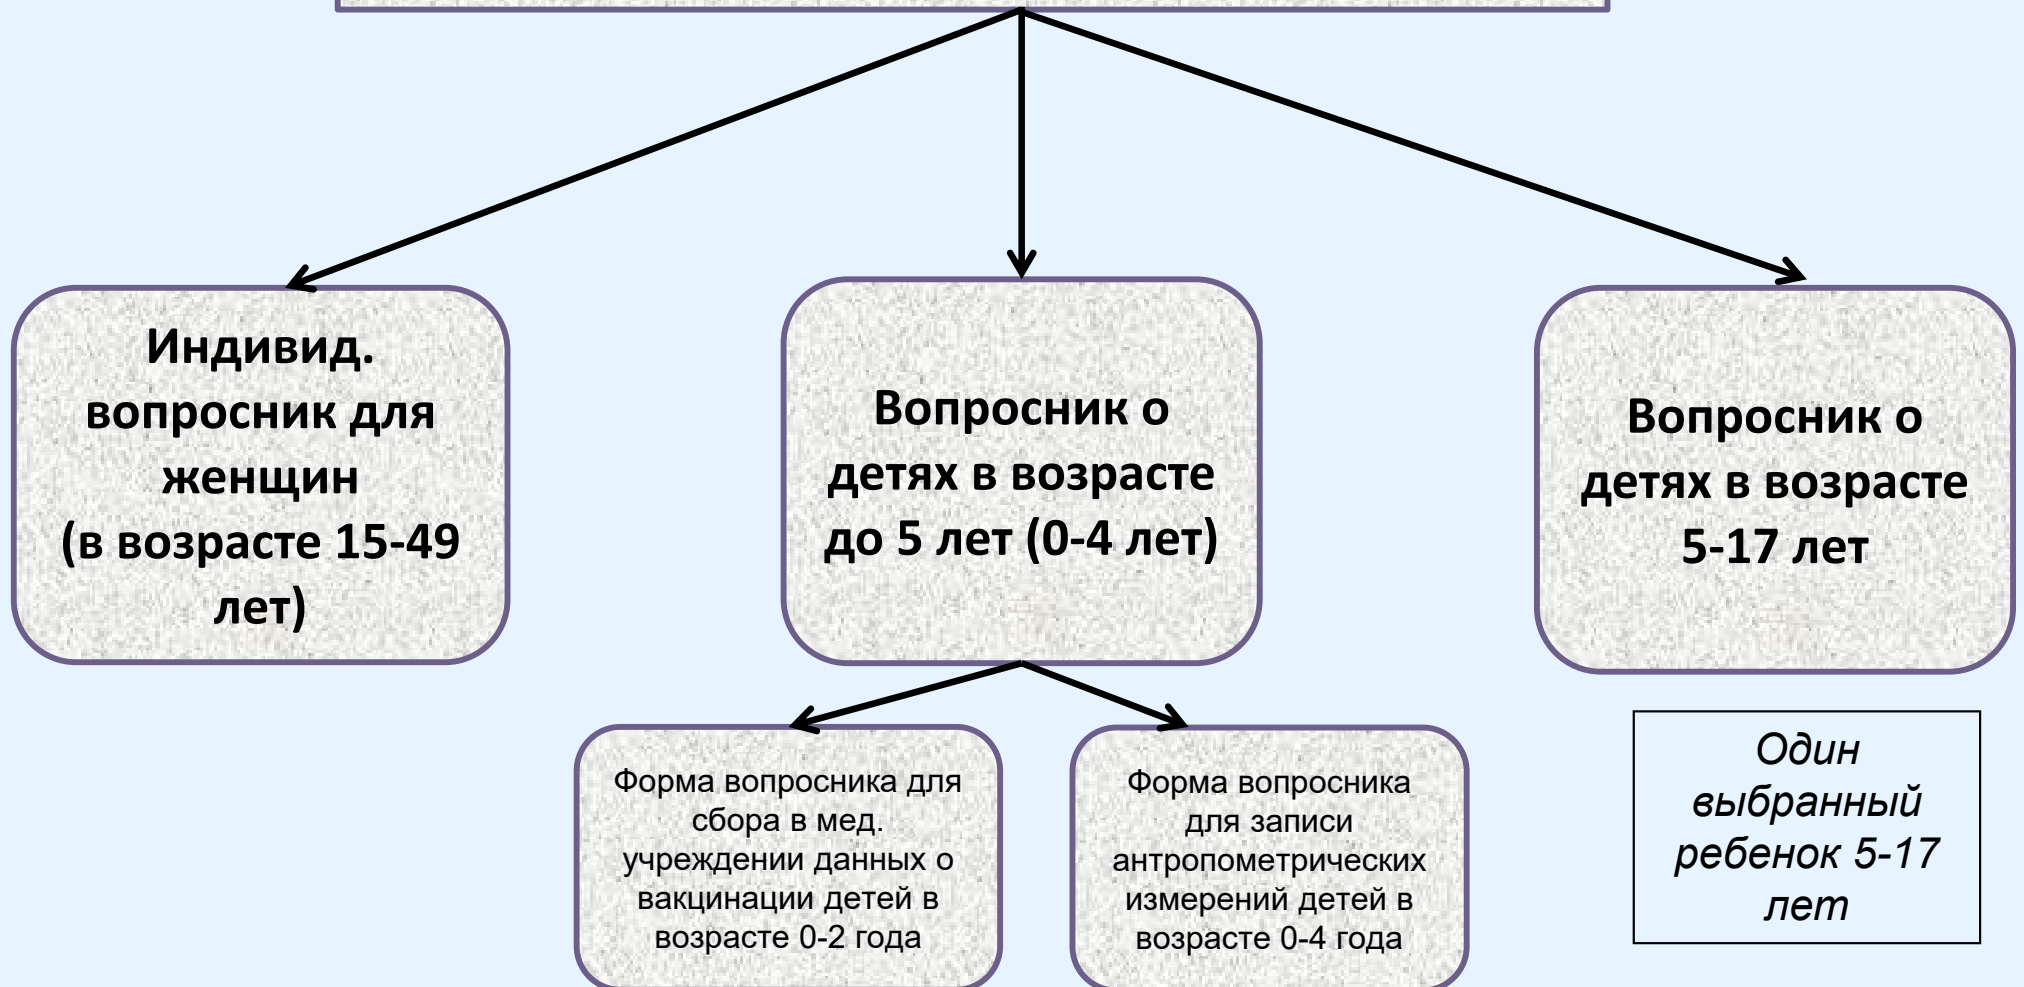 Индивид.
вопросник для
женщин
(в возрасте 15-49
лет)
Вопросник о
детях в возрасте
до 5 лет (0-4 лет)
Вопросник о
детях в возрасте
5-17 лет
Форма вопросника для
сбора в мед.
учреждении данных о
вакцинации детей в
возрасте 0-2 года
Форма вопросника
для записи
антропометрических
измерений детей в
возрасте 0-4 года
Один
выбранный
ребенок 5-17
лет